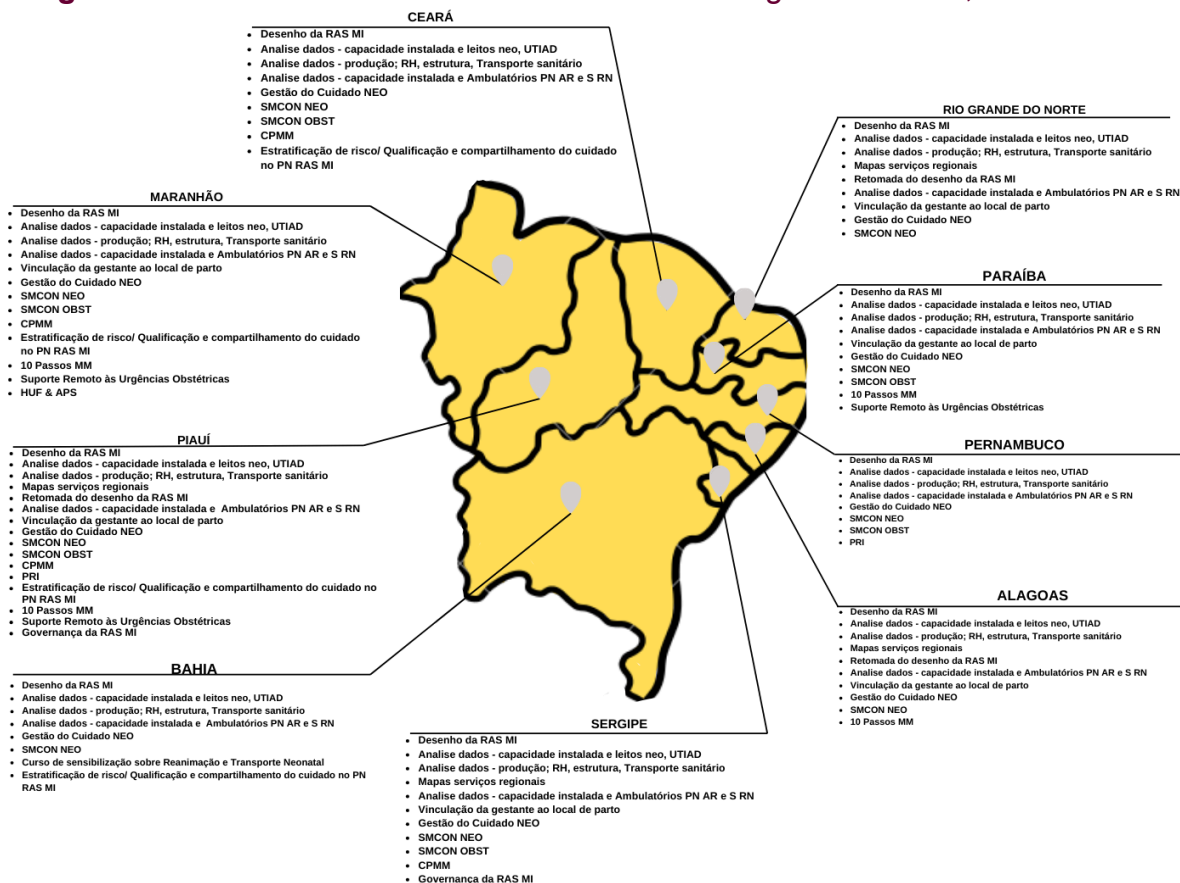 CEARÁ
• Desenho da RAS MI
• Analise dados - capacidade instalada e leitos neo, UTIAD
• Analise dados - produção; RH, estrutura, Transporte sanitário
• Analise dados - capacidade instalada e Ambulatórios PN AR e S RN
• Gestão do Cuidado NEO
• SMCON NEO
• SMCON OBST
• CPMM
• Estratificação de risco/ Qualificação e compartilhamento do cuidado
no PN RAS MI
RIO GRANDE DO NORTE
• Desenho da RAS MI
• Analise dados - capacidade instalada e leitos neo, UTIAD
• Analise dados - produção; RH, estrutura, Transporte sanitário
• Mapas serviços regionais
• Retomada do desenho da RAS MI
• Analise dados - capacidade instalada e Ambulatórios PN AR e S RN
• Vinculação da gestante ao local de parto
• Gestão do Cuidado NEO
• SMCON NEO
MARANHÃO
• Desenho da RAS MI
• Analise dados - capacidade instalada e leitos neo, UTIAD
• Analise dados - produção; RH, estrutura, Transporte sanitário
• Analise dados - capacidade instalada e Ambulatórios PN AR e S RN
• Vinculação da gestante ao local de parto
• Gestão do Cuidado NEO
• SMCON NEO
• SMCON OBST
• CPMM
• Estratificação de risco/ Qualificação e compartilhamento do cuidado
no PN RAS MI
• 10 Passos MM
• Suporte Remoto às Urgências Obstétricas
• HUF & APS
PARAÍBA
• Desenho da RAS MI
• Analise dados - capacidade instalada e leitos neo, UTIAD
• Analise dados - produção; RH, estrutura, Transporte sanitário
• Analise dados - capacidade instalada e Ambulatórios PN AR e S RN
• Vinculação da gestante ao local de parto
• Gestão do Cuidado NEO
• SMCON NEO
• SMCON OBST
• 10 Passos MM
• Suporte Remoto às Urgências Obstétricas
PIAUÍ
• Desenho da RAS MI
• Analise dados - capacidade instalada e leitos neo, UTIAD
• Analise dados - produção; RH, estrutura, Transporte sanitário
• Mapas serviços regionais
• Retomada do desenho da RAS MI
• Analise dados - capacidade instalada e Ambulatórios PN AR e S RN
• Vinculação da gestante ao local de parto
• Gestão do Cuidado NEO
• SMCON NEO
• SMCON OBST
• CPMM
• PRI
• Estratificação de risco/ Qualificação e compartilhamento do cuidado no
PN RAS MI
• 10 Passos MM
• Suporte Remoto às Urgências Obstétricas
• Governança da RAS MI
PERNAMBUCO
• Desenho da RAS MI
• Analise dados - capacidade instalada e leitos neo, UTIAD
• Analise dados - produção; RH, estrutura, Transporte sanitário
• Analise dados - capacidade instalada e Ambulatórios PN AR e S RN
• Gestão do Cuidado NEO
• SMCON NEO
• SMCON OBST
• PRI
ALAGOAS
• Desenho da RAS MI
• Analise dados - capacidade instalada e leitos neo, UTIAD
• Analise dados - produção; RH, estrutura, Transporte sanitário
• Mapas serviços regionais
• Retomada do desenho da RAS MI
• Analise dados - capacidade instalada e Ambulatórios PN AR e S RN
• Vinculação da gestante ao local de parto
• Gestão do Cuidado NEO
• SMCON NEO
• 10 Passos MM
BAHIA
• Desenho da RAS MI
• Analise dados - capacidade instalada e leitos neo, UTIAD
• Analise dados - produção; RH, estrutura, Transporte sanitário
• Analise dados - capacidade instalada e Ambulatórios PN AR e S RN
• Gestão do Cuidado NEO
• SMCON NEO
• Curso de sensibilização sobre Reanimação e Transporte Neonatal
• Estratificação de risco/ Qualificação e compartilhamento do cuidado no PN
RAS MI
SERGIPE
• Desenho da RAS MI
• Analise dados - capacidade instalada e leitos neo, UTIAD
• Analise dados - produção; RH, estrutura, Transporte sanitário
• Mapas serviços regionais
• Analise dados - capacidade instalada e Ambulatórios PN AR e S RN
• Vinculação da gestante ao local de parto
• Gestão do Cuidado NEO
• SMCON NEO
• SMCON OBST
• CPMM
• Governança da RAS MI